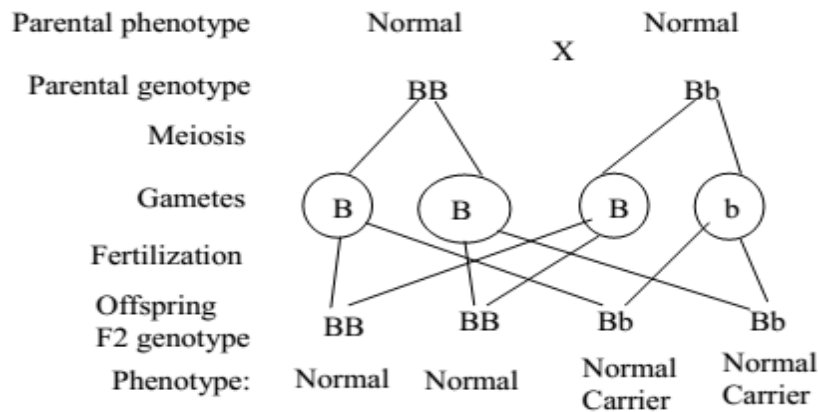 Parental phenotype Normal Normal
X
Parental genotype BB Bb
Meiosis
Gametes B B B b
Fertilization
Offspring
F2 genotype BB BB Bb Bb
Phenotype: Normal Normal Normal Carrier Normal Carrier